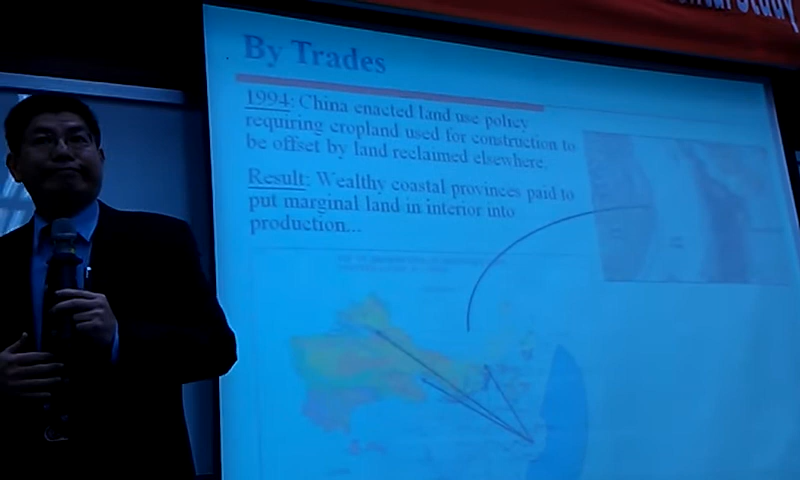 Study
By Trades
1994: China enacted land use policy
requiring cropland used for construction to
be offset by land reclaimed elsewhere.
Result: Wealthy coastal provinces paid to
put marginal land in interior into
production...